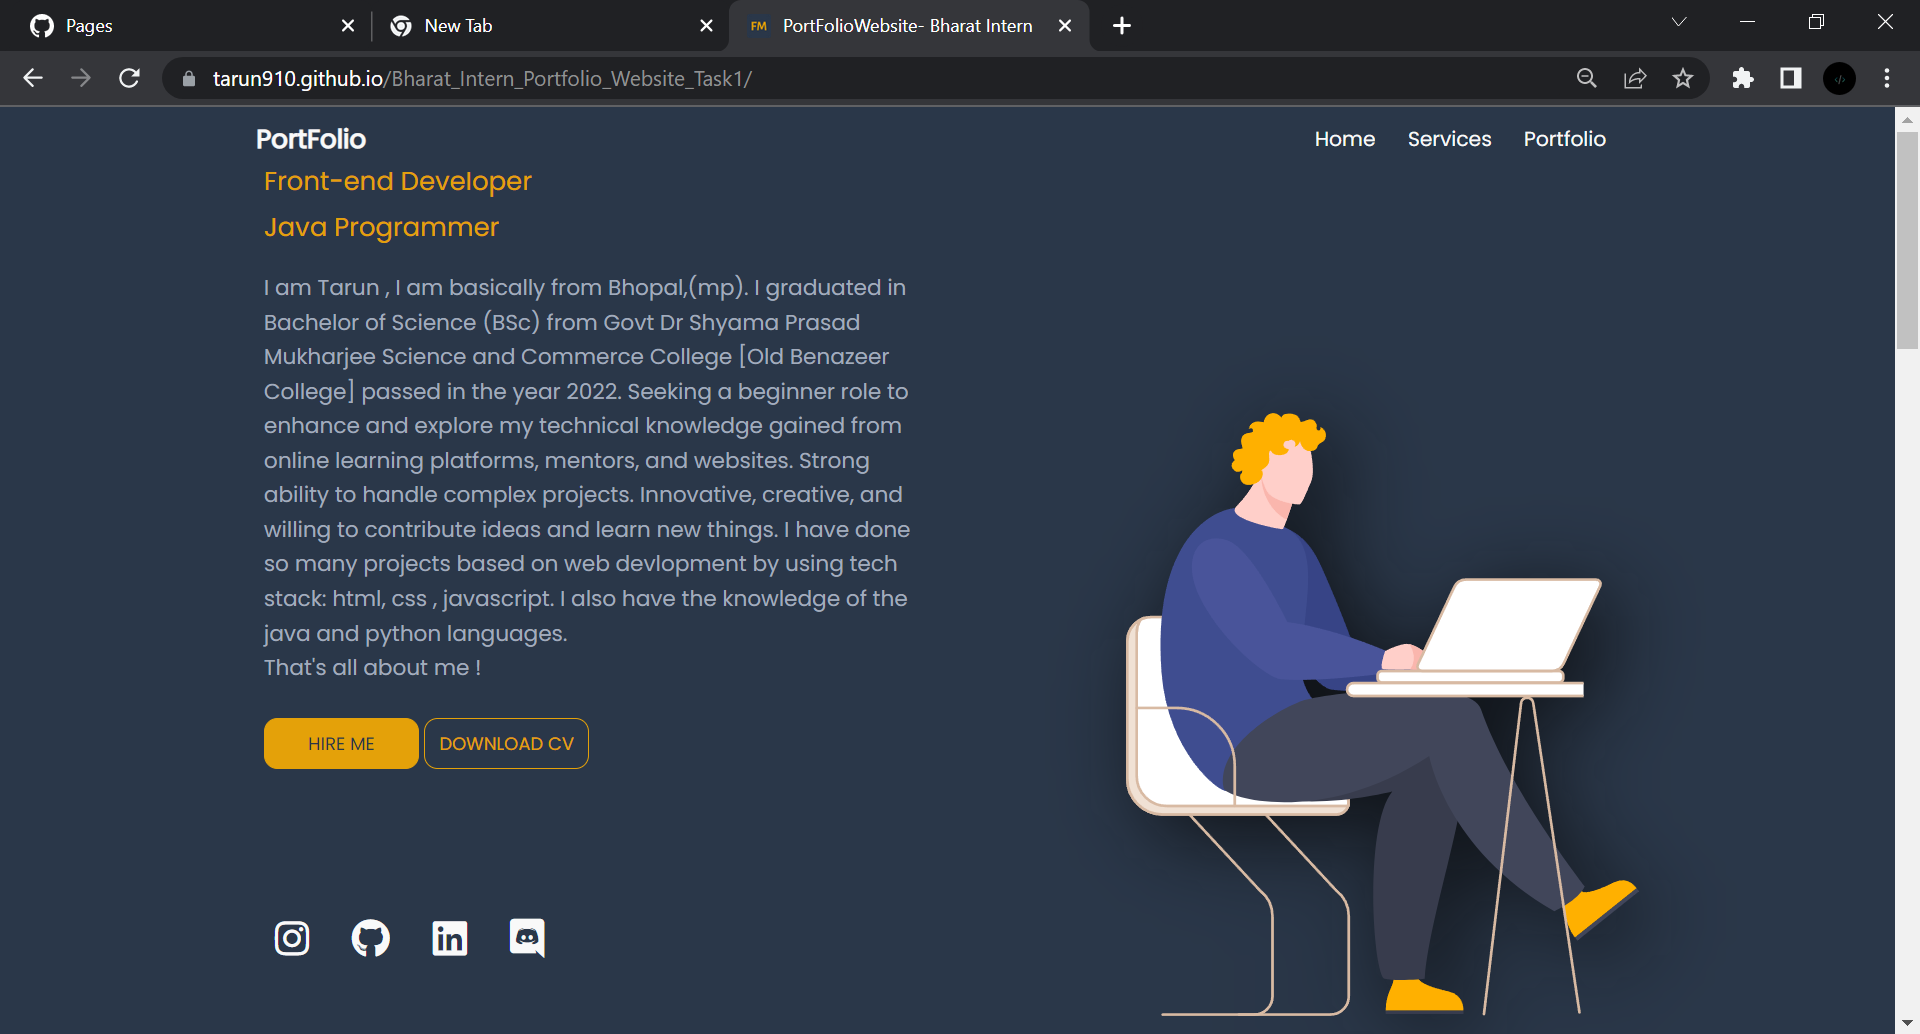 Pages
New Tab
FM PortFolioWebsite- Bharat Intern
tarun910.github.io/Bharat_Intern_Portfolio_Website_Task1/
PortFolio
Home Services Portfolio
Front-end Developer
Java Programmer
I am Tarun , I am basically from Bhopal,(mp). I graduated in
Bachelor of Science (BSc) from Govt Dr Shyama Prasad
Mukharjee Science and Commerce College [Old Benazeer
College] passed in the year 2022. Seeking a beginner role to
enhance and explore my technical knowledge gained from
online learning platforms, mentors, and websites. Strong
ability to handle complex projects. Innovative, creative, and
willing to contribute ideas and learn new things. I have done
so many projects based on web devlopment by using tech
stack: html, css , javascript. I also have the knowledge of the
java and python languages.
That's all about me !
HIRE ME
DOWNLOAD CV
in